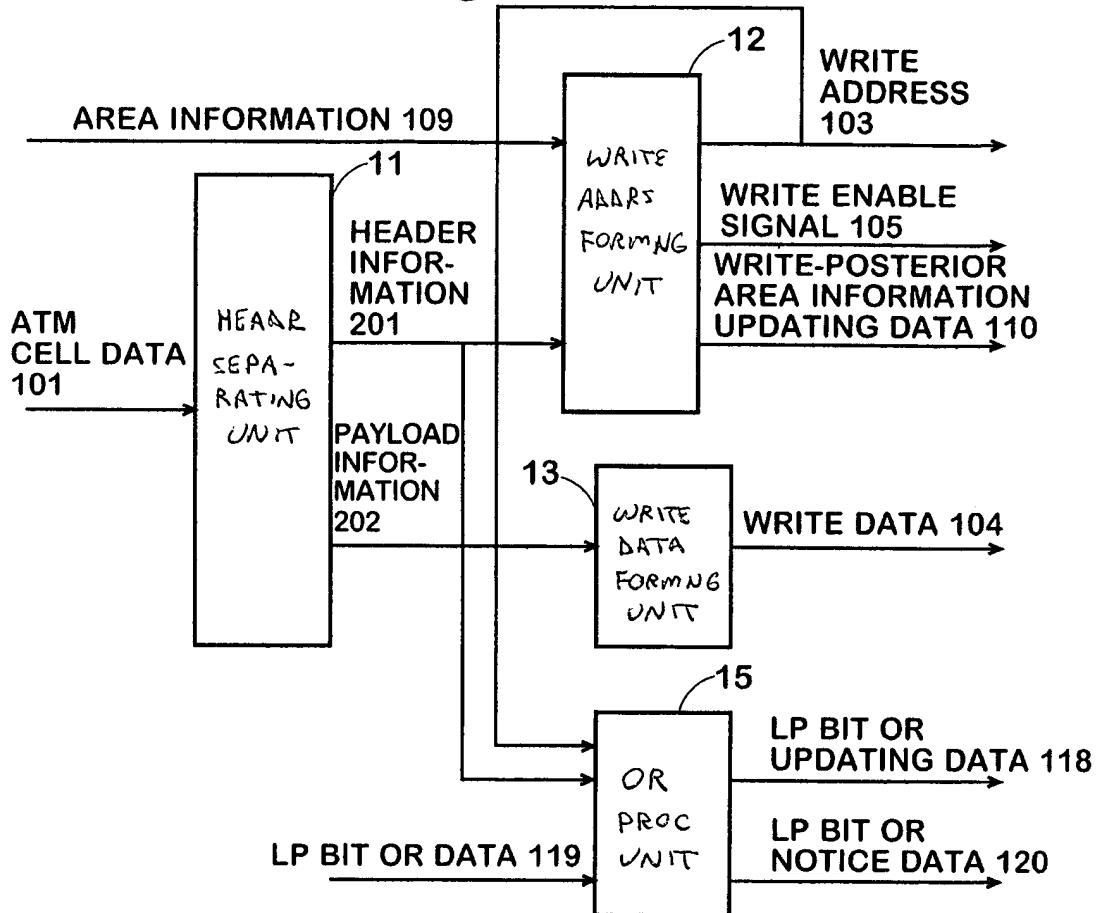 12
WRITE
ADDRESS
103
AREA INFORMATION 109
WRITE
ADDRS
FORMNG
UNIT
11
WRITE ENABLE
SIGNAL 105
HEADER
INFOR-
MATION
201
WRITE-POSTERIOR
AREA INFORMATION
UPDATING DATA 110
ATM
CELL DATA
101
HEADR
SEPA-
RATING
UNIT
PAYLOAD
INFOR-
MATION
202
13
WRITE
DATA
FORMNG
UNIT
WRITE DATA 104
15
LP BIT OR
UPDATING DATA 118
OR
PROC
UNIT
LP BIT OR DATA 119
LP BIT OR
NOTICE DATA 120